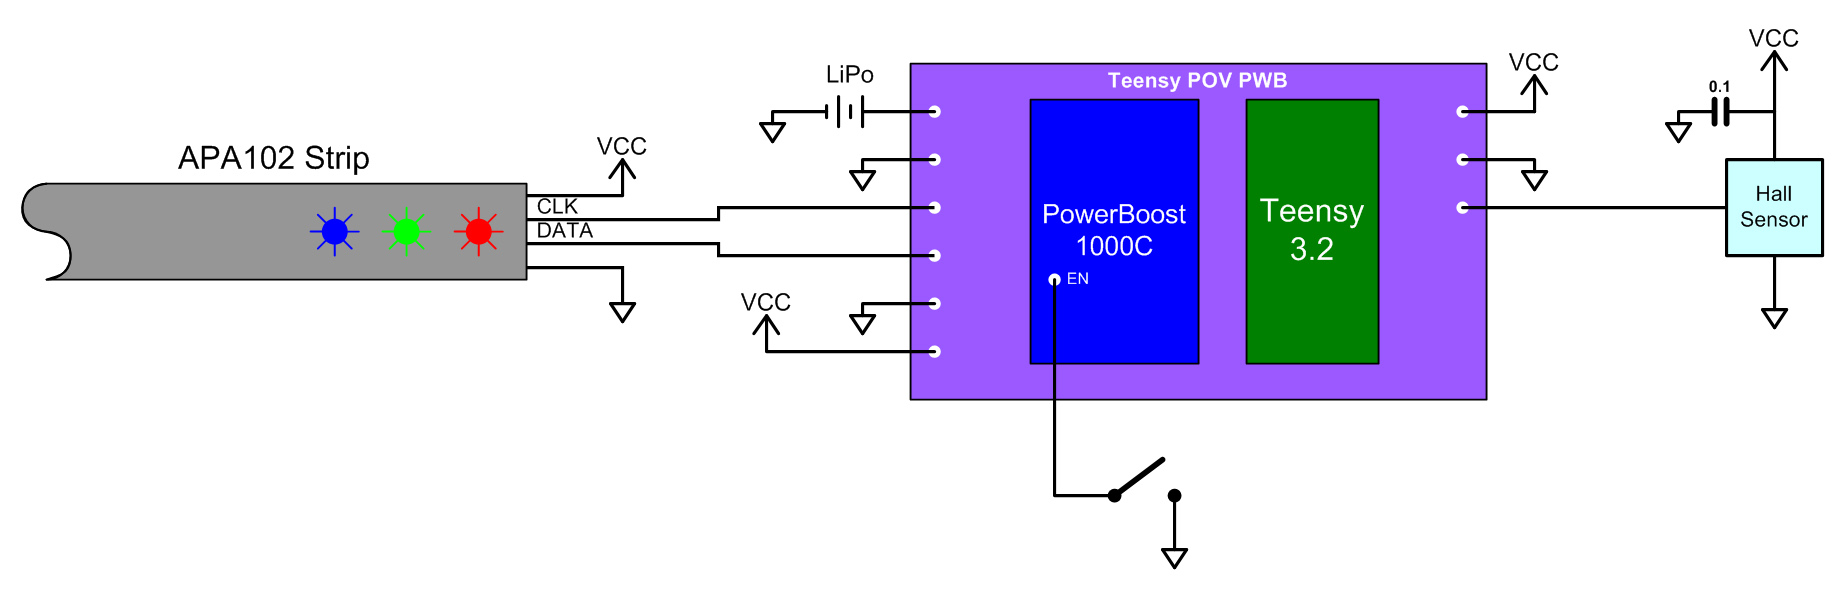 APA102 Strip
VCC
CLK
DATA
LiPo
VCC
Teensy POV PWB
PowerBoost
1000C
EN
Teensy
3.2
VCC
VCC
0.1
Hall
Sensor